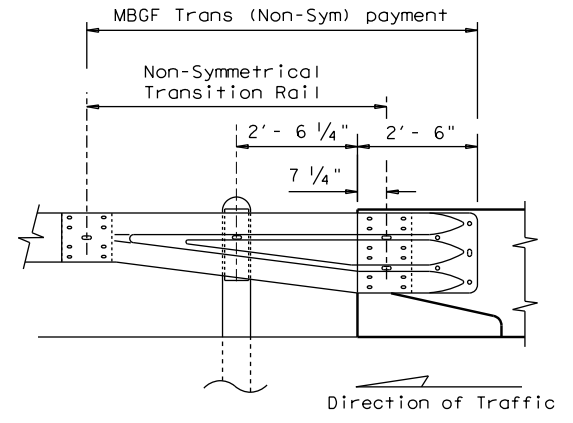 MBGF Trans (Non-Sym) payment
Non-Symmetrical
Transition Rail
2'- 6 1/4"
2'- 6"
7 1/4"
Direction of Traffic